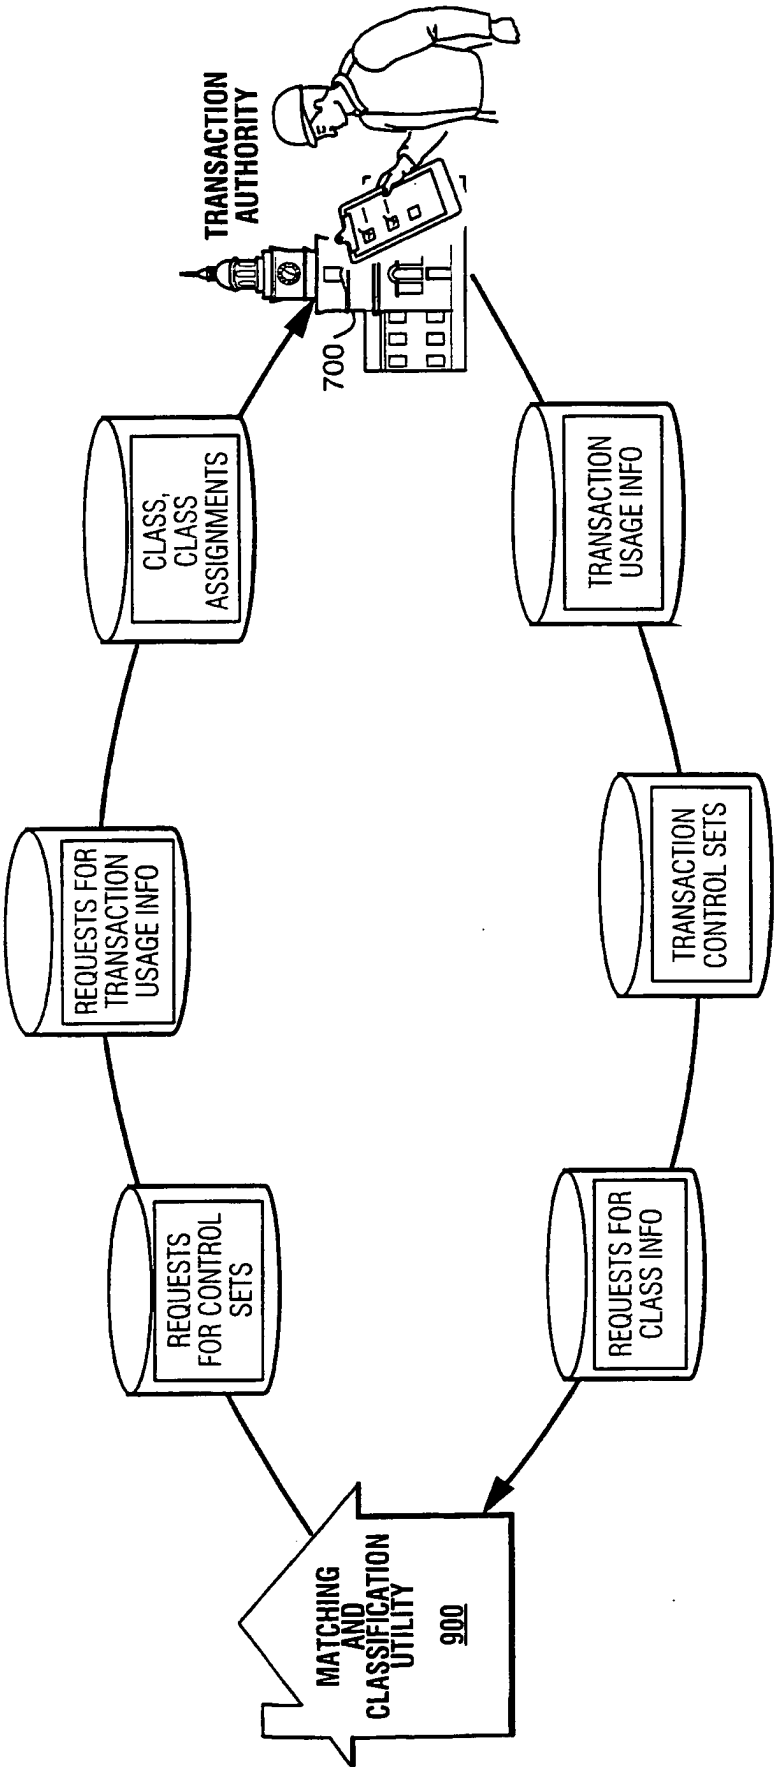 TRANSACTION
AUTHORITY
700
CLASS,
CLASS
ASSIGNMENTS
REQUESTS FOR
TRANSACTION
USAGE INFO
REQUESTS
FOR CONTROL
SETS
MATCHING
AND
CLASSIFICATION
UTILITY
900
REQUESTS FOR
CLASS INFO
TRANSACTION
CONTROL SETS
TRANSACTION
USAGE INFO